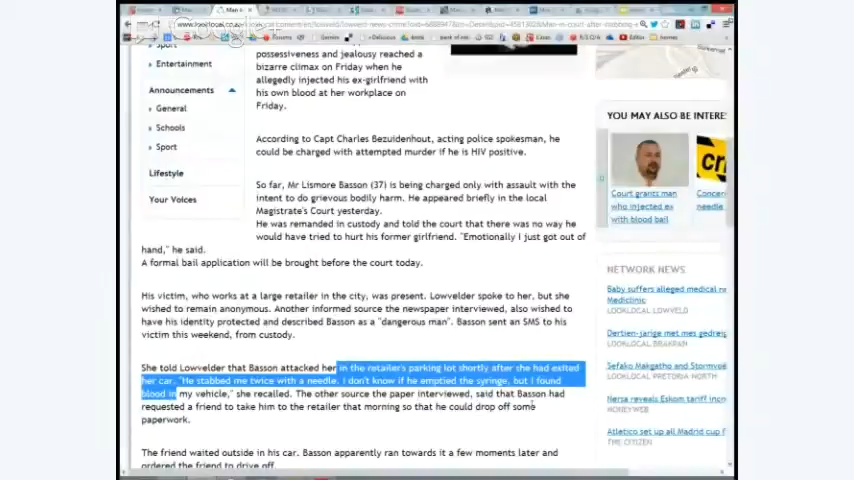 Sport
Entertainment
Announcements
General
Schools
Sport
Lifestyle
Your Voices
possessiveness and jealousy reached a
bizarre climax on Friday when he
allegedly injected his ex-girlfriend with
his own blood at her workplace on
Friday.
According to Capt Charles Bezuidenhout, acting police spokesman, he
could be charged with attempted murder if he is HIV positive.
So far, Mr Lismore Basson (37) is being charged only with assault with the
intent to do grievous bodily harm. He appeared briefly in the local
Magistrate's Court yesterday.
He was remanded in custody and told the court that there was no way he
would have tried to hurt his former girlfriend. "Emotionally I just got out of
hand," he said.
A formal bail application will be brought before the court today.
His victim, who works at a large retailer in the city, was present. Lowvelder spoke to her, but she
wished to remain anonymous. Another informed source the newspaper interviewed, also wished to
have his identity protected and described Basson as a "dangerous man". Basson sent an SMS to his
victim this weekend, from custody.
She told Lowvelder that Basson attacked her in the retailer's parking lot shortly after she had exited
her car. "He stabbed me twice with a needle. I don't know if he emptied the syringe, but I found
blood in my vehicle," she recalled. The other source the paper interviewed, said that Basson had
requested a friend to take him to the retailer that morning so that he could drop off some
paperwork.
The friend waited outside in his car. Basson apparently ran towards it a few moments later and
ordered the friend to drive off.
YOU MAY ALSO BE INTERE
Court grants man
who injected ex
with blood bail
Concer
needle
NETWORK NEWS
Baby suffers alleged medical ne
Mediclinic
LOOKLOCAL LOWVELD
Dertien-jarige met mes gedreig
LOOKLOCAL BRAKPAN
Sefako Makgatho and Stormvoë
LOOKLOCAL PRETORIA NORTH
Nersa reveals Eskom tariff incr
MONEYWEB
Atletico set up all Madrid cup f
THE CITIZEN